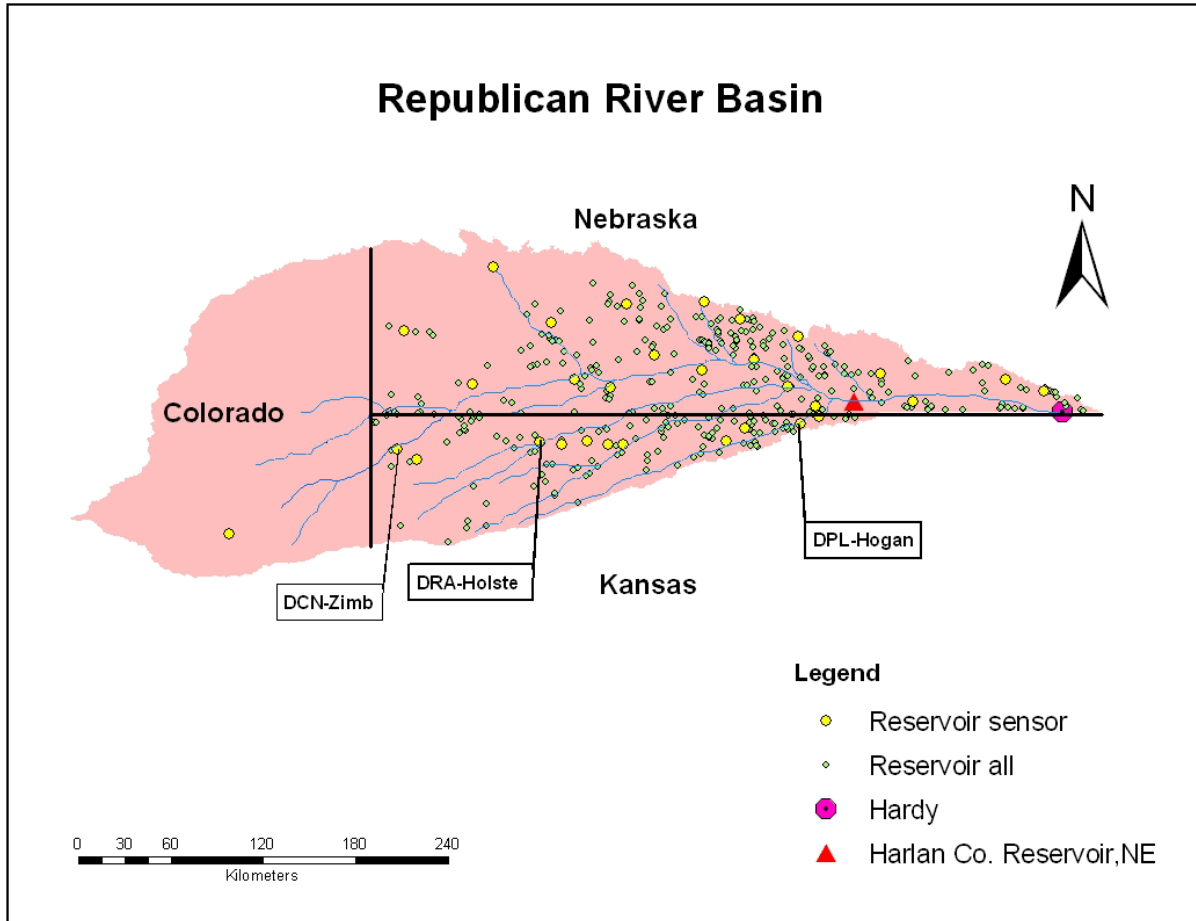 Republican River Basin
N
Nebraska
Colorado
DPL-Hogan
DRA-Holste
Kansas
DCN-Zimb
Legend
Reservoir sensor
Reservoir all
Hardy
Harlan Co. Reservoir,NE
0 30 60 120 180 240
Kilometers